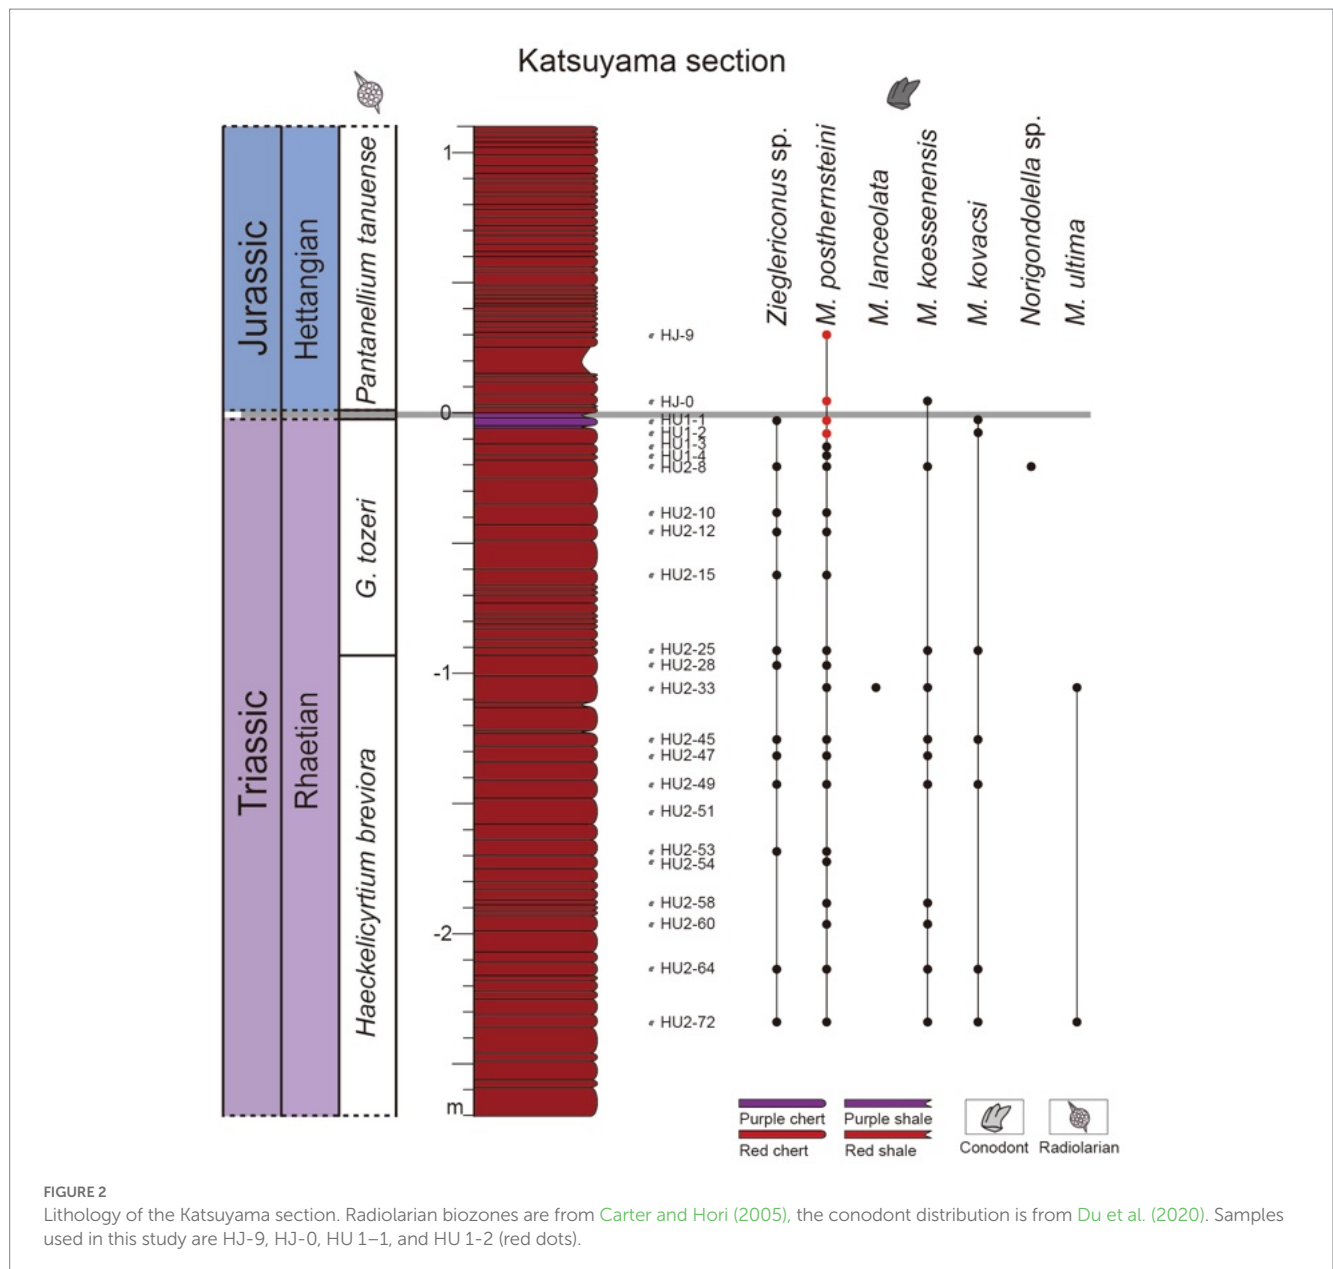 Katsuyama section
Jurassic
Hettangian
Pantanellium tanuense
Triassic
Rhaetian
G. tozeri
Haeckelicyrtium breviora
1
0
-1
-2
m
Zieglericonus sp.
M. posthernsteini
M. lanceolata
M. koessenensis
M. kovacsi
Norigondolella sp.
M. ultima
HJ-9
HJ-0
HU1-1
HU1-2
HU1-3
HU1-4
HU2-8
HU2-10
HU2-12
HU2-15
HU2-25
HU2-28
HU2-33
HU2-45
HU2-47
HU2-49
HU2-51
HU2-53
HU2-54
HU2-58
HU2-60
HU2-64
HU2-72
Purple chert
Purple shale
Red chert
Red shale
Conodont
Radiolarian
FIGURE 2
Lithology of the Katsuyama section. Radiolarian biozones are from Carter and Hori (2005), the conodont distribution is from Du et al. (2020). Samples
used in this study are HJ-9, HJ-0, HU 1–1, and HU 1-2 (red dots).